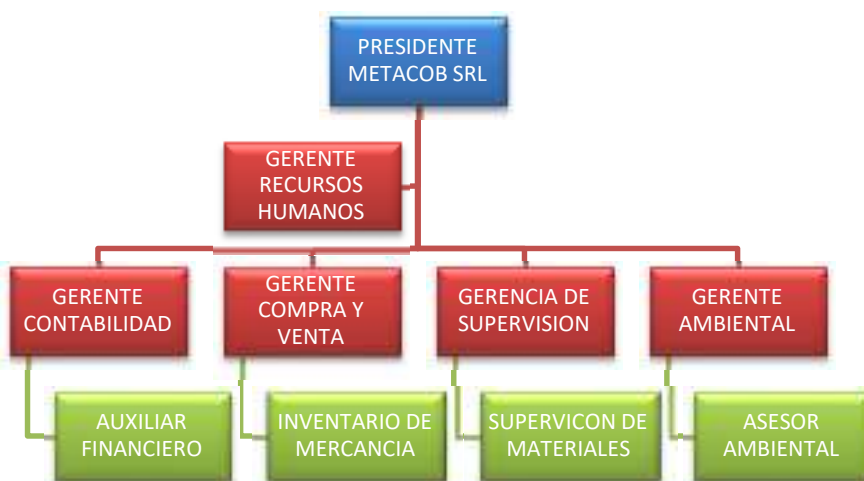 PRESIDENTE
METACOB SRL
GERENTE
RECURSOS
HUMANOS
GERENTE
CONTABILIDAD
GERENTE
COMPRA Y
VENTA
GERENCIA DE
SUPERVISION
GERENTE
AMBIENTAL
AUXILIAR
FINANCIERO
INVENTARIO DE
MERCANCIA
SUPERVICON DE
MATERIALES
ASESOR
AMBIENTAL